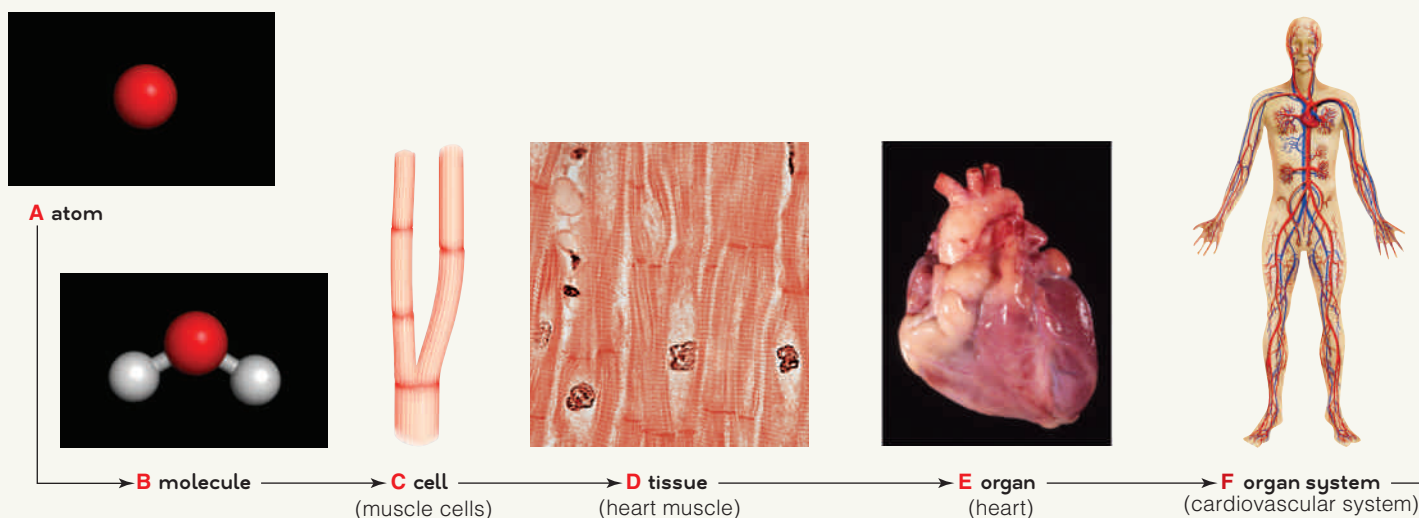 A atom
B molecule
C cell
(muscle cells)
D tissue
(heart muscle)
E organ
(heart)
F organ system
(cardiovascular system)